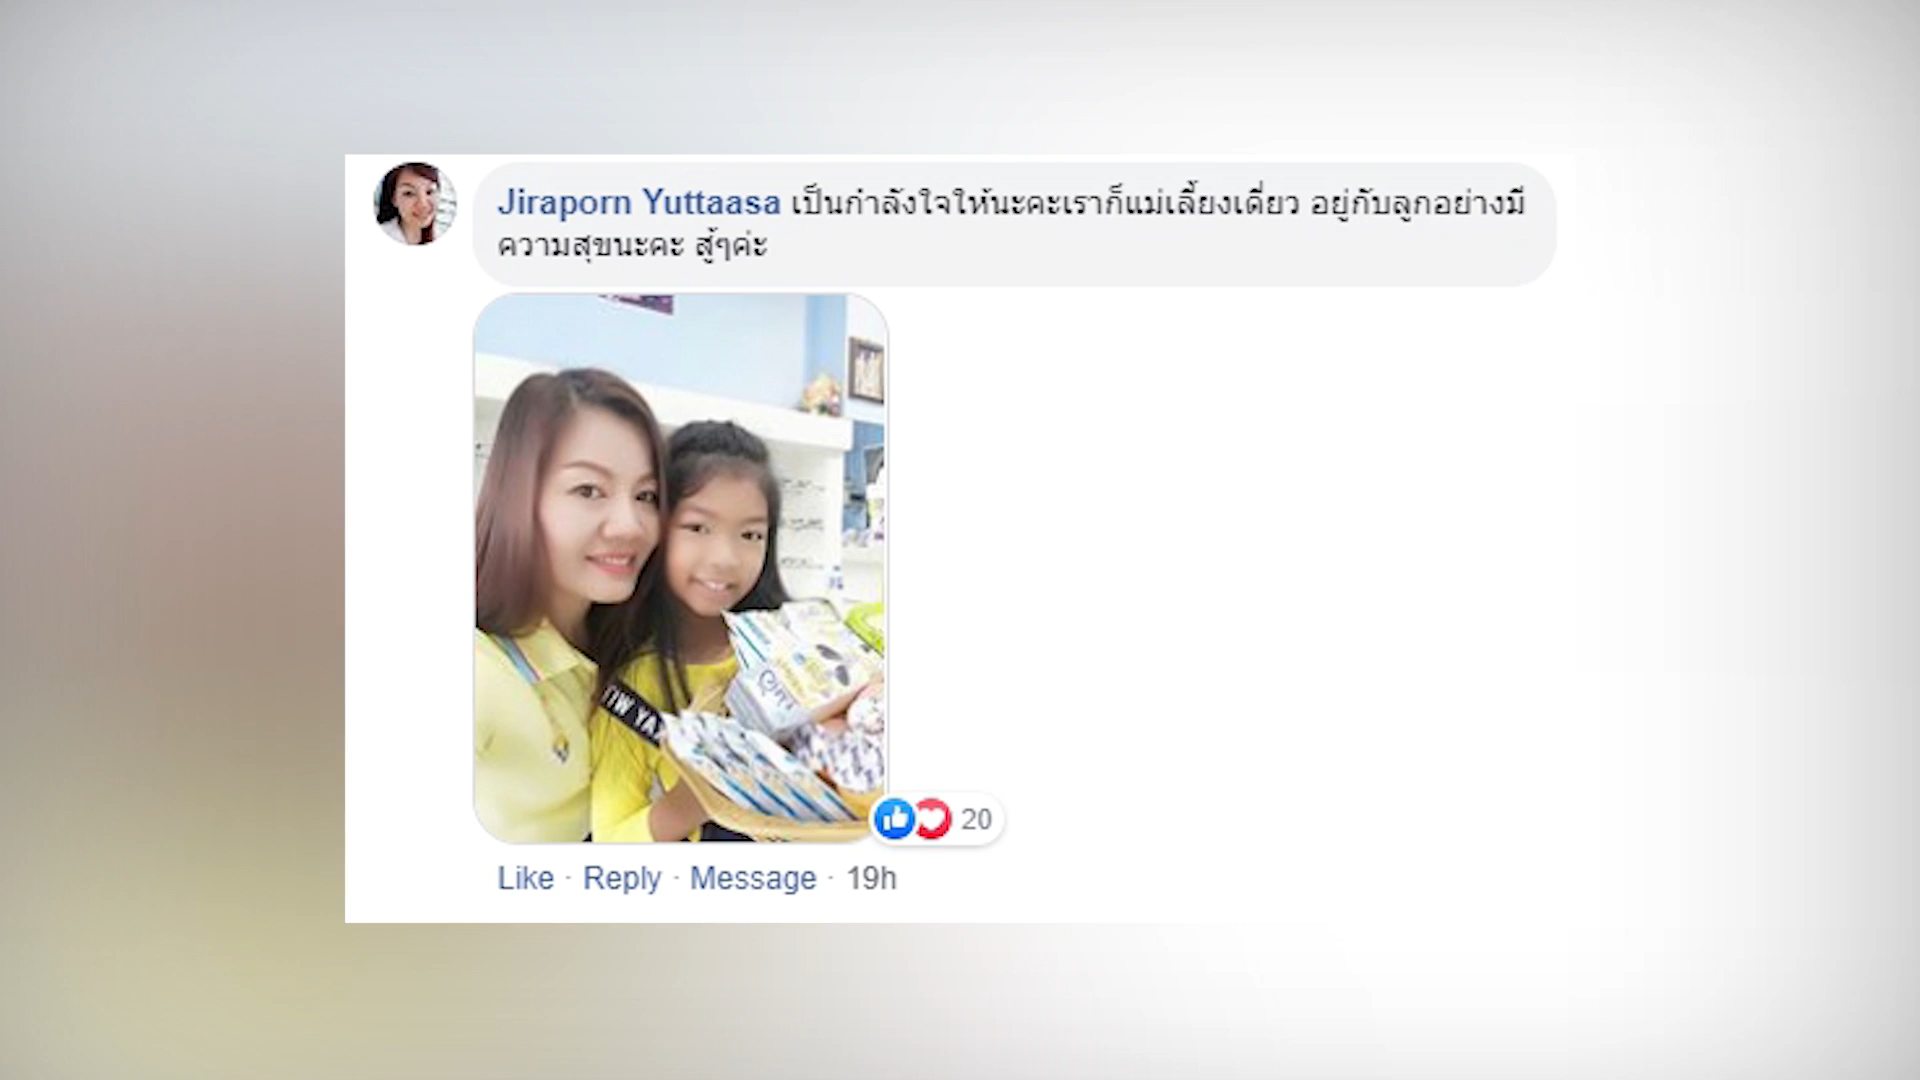 Jiraporn Yuttaasa เป็นกำลังใจให้นะคะเราก็แม่เลี้ยงเดี่ยว อยู่กับลูกอย่างมี
ความสุขนะคะ สู้ๆค่ะ
20
Like · Reply · Message · 19h